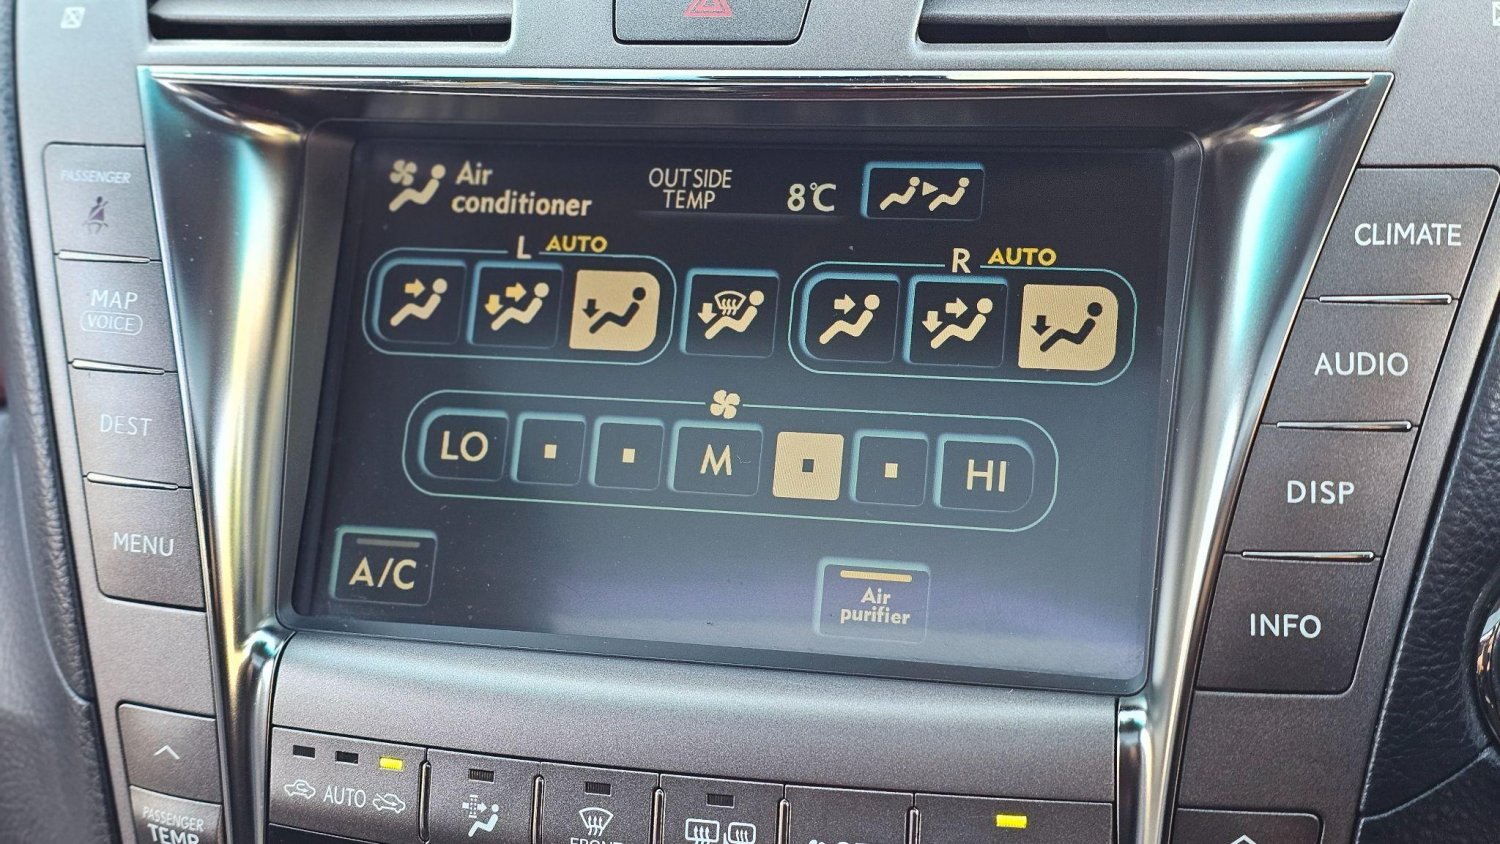 PASSENGER
MAP
VOICE
DEST
MENU
Air
conditioner
OUTSIDE
TEMP
8℃
L AUTO
R AUTO
LO
M
HI
A/C
Air
purifier
CLIMATE
AUDIO
DISP
INFO
AUTO
FRONT
PASSENGER
TEMP